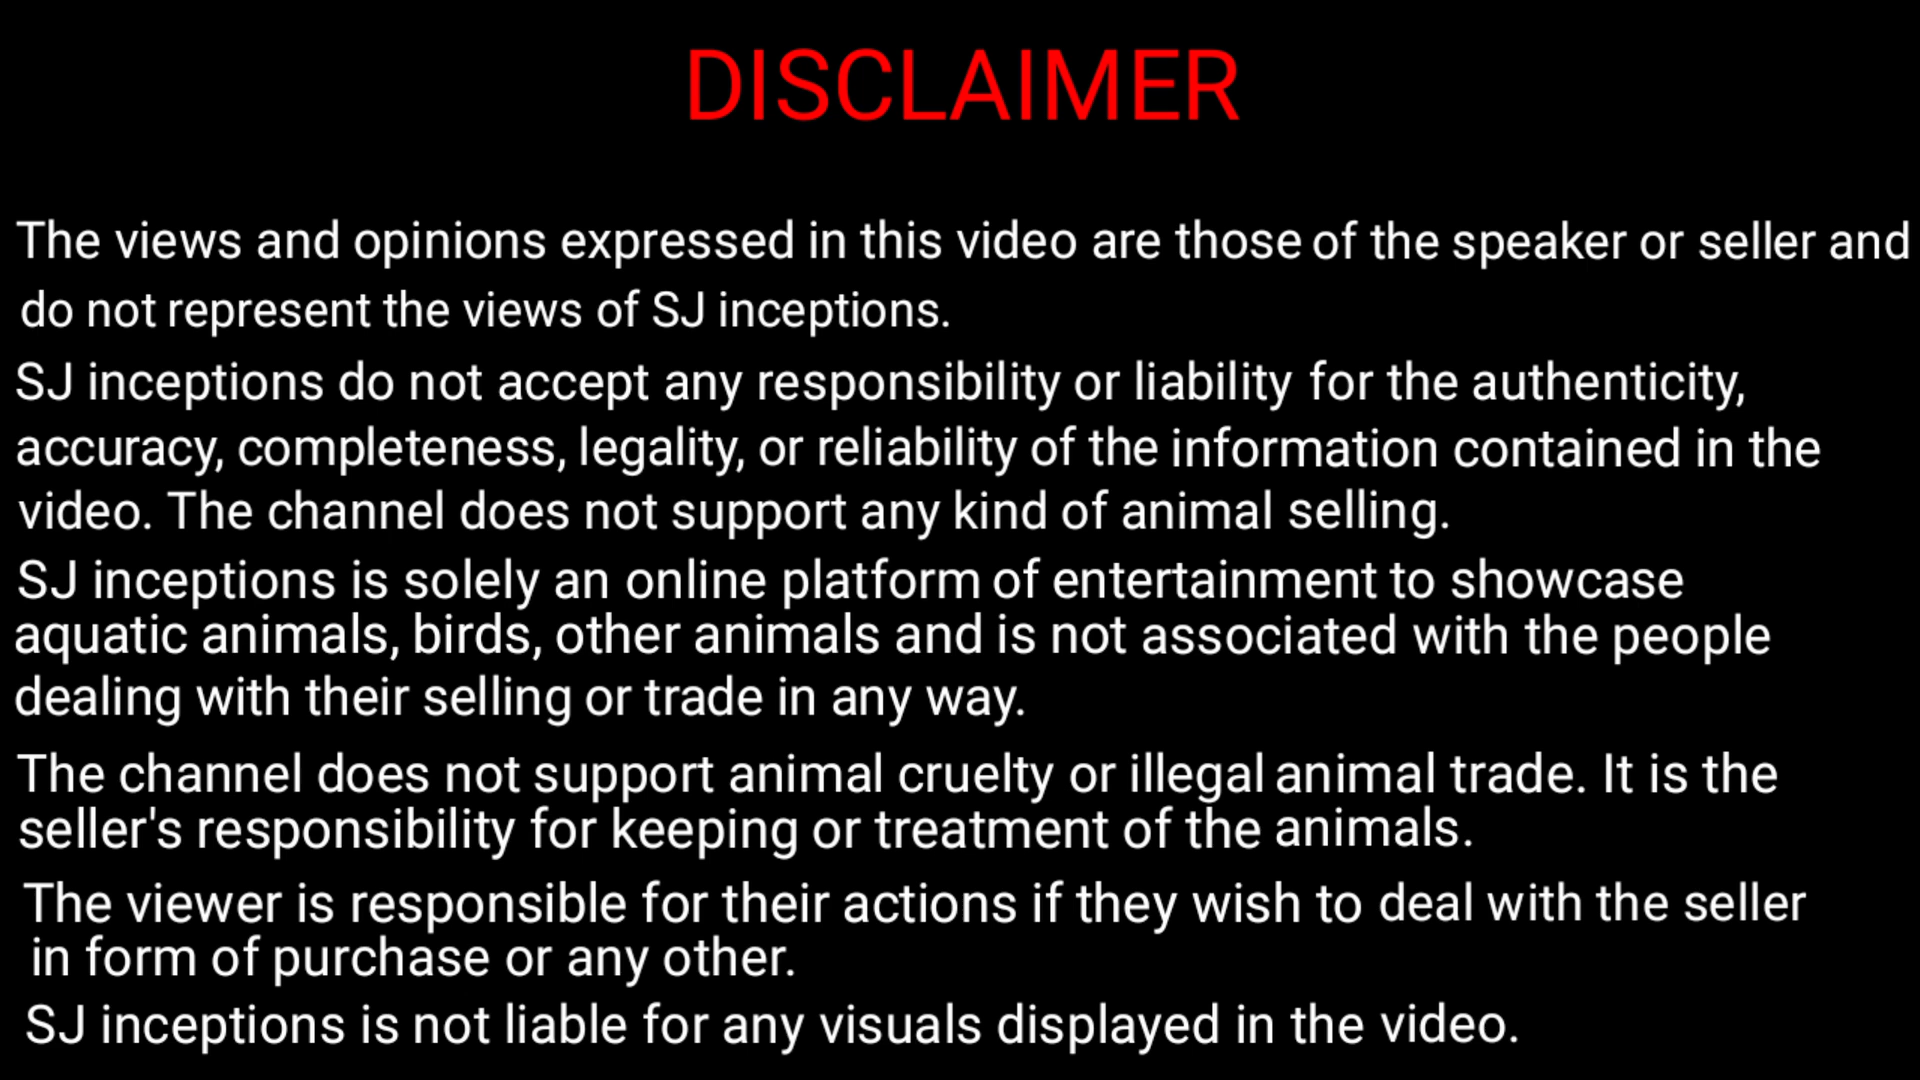 DISCLAIMER
The views and opinions expressed in this video are those of the speaker or seller and
do not represent the views of SJ inceptions.
SJ inceptions do not accept any responsibility or liability for the authenticity,
accuracy, completeness, legality, or reliability of the information contained in the
video. The channel does not support any kind of animal selling.
SJ inceptions is solely an online platform of entertainment to showcase
aquatic animals, birds, other animals and is not associated with the people
dealing with their selling or trade in any way.
The channel does not support animal cruelty or illegal animal trade. It is the
seller's responsibility for keeping or treatment of the animals.
The viewer is responsible for their actions if they wish to deal with the seller
in form of purchase or any other.
SJ inceptions is not liable for any visuals displayed in the video.